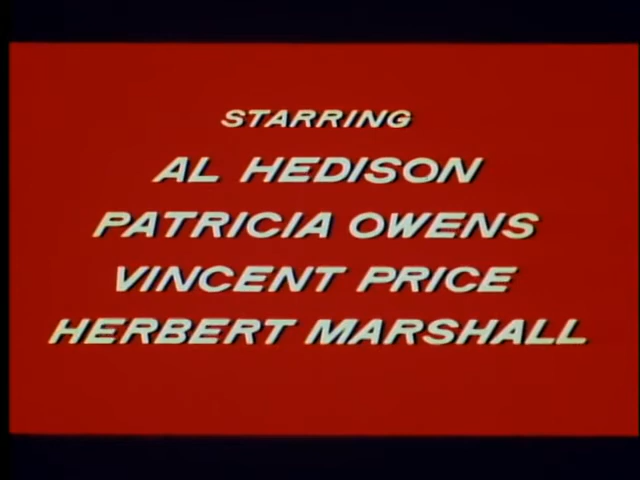 STARRING
AL HEDISON
PATRICIA OWENS
VINCENT PRICE
HERBERT MARSHALL